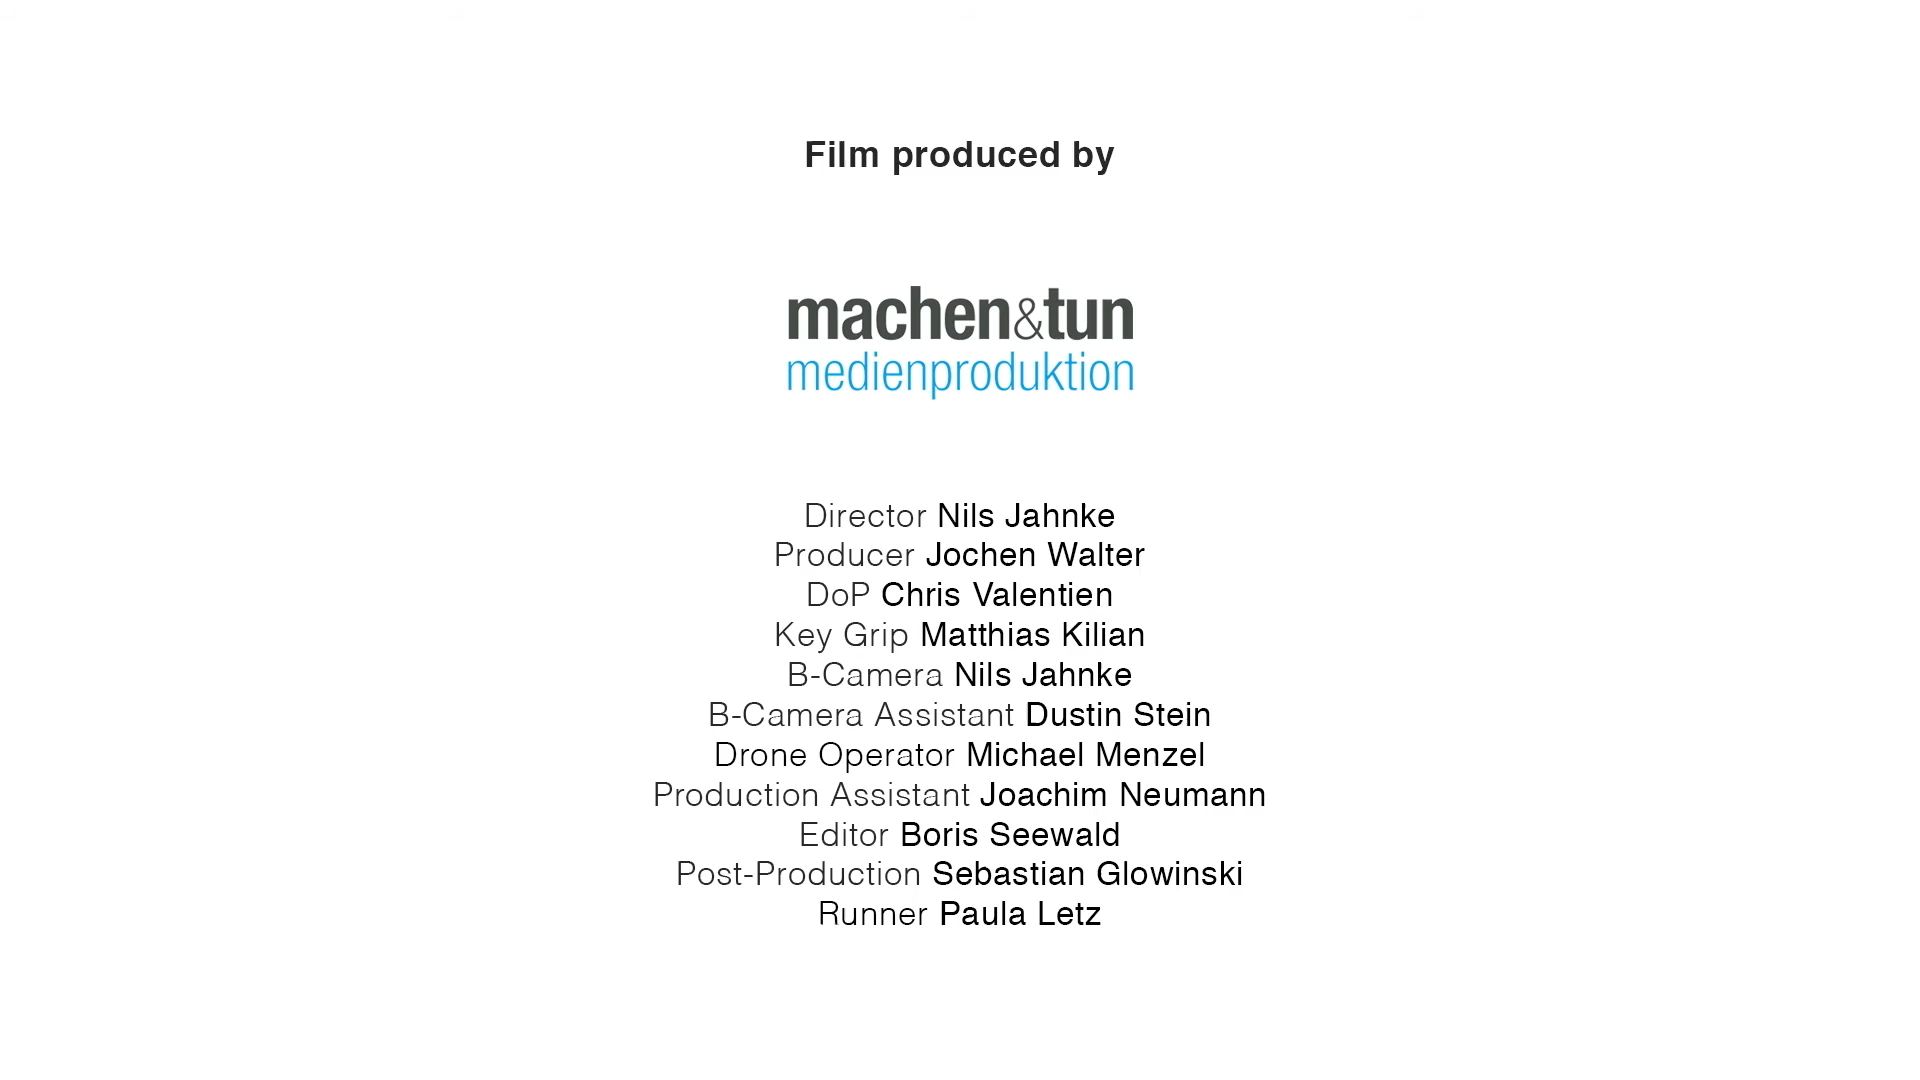 Film produced by
machen&tun
medienproduktion
Director Nils Jahnke
Producer Jochen Walter
DoP Chris Valentien
Key Grip Matthias Kilian
B-Camera Nils Jahnke
B-Camera Assistant Dustin Stein
Drone Operator Michael Menzel
Production Assistant Joachim Neumann
Editor Boris Seewald
Post-Production Sebastian Glowinski
Runner Paula Letz